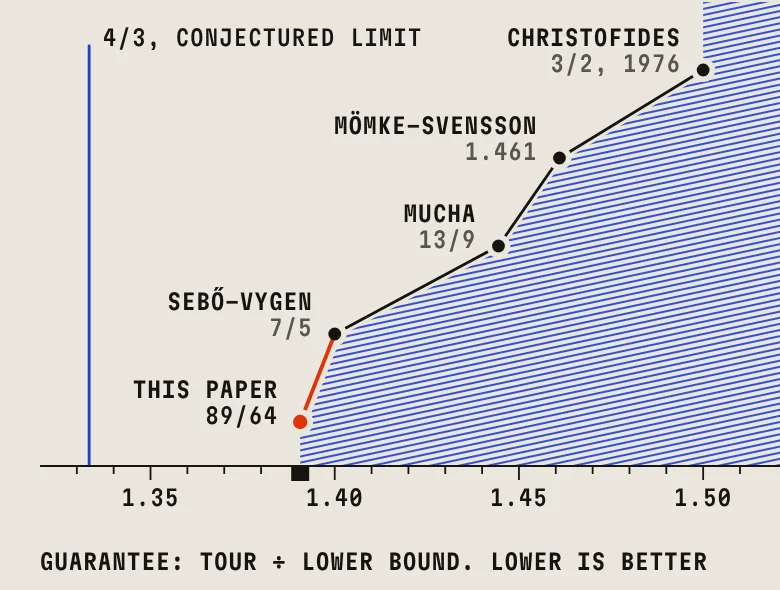 4/3, CONJECTURED LIMIT
CHRISTOFIDES
3/2, 1976
MÖMKE–SVENSSON
1.461
MUCHA
13/9
SEBŐ–VYGEN
7/5
THIS PAPER
89/64
1.35 1.40 1.45 1.50
GUARANTEE: TOUR ÷ LOWER BOUND. LOWER IS BETTER